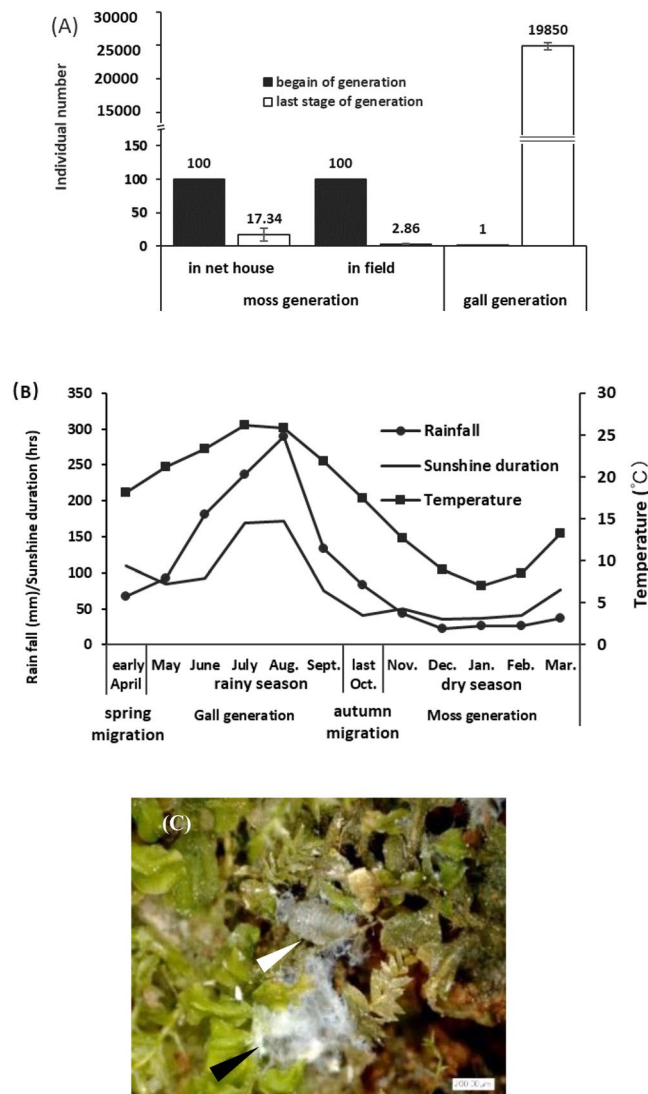 (A)
30000
25000
20000
15000
150
100
50
0
Individual number
begain of generation
last stage of generation
100
17.34
100
2.86
1
19850
in net house
in field
moss generation
gall generation
(B)
350
300
250
200
150
100
50
0
Rain fall (mm)/Sunshine duration (hrs)
30
25
20
15
10
5
0
Temperature (°C)
Rainfall
Sunshine duration
Temperature
early April May June July Aug. Sept. last Oct. Nov. Dec. Jan. Feb. Mar.
rainy season dry season
spring migration Gall generation autumn migration Moss generation
(C)
200.00µm